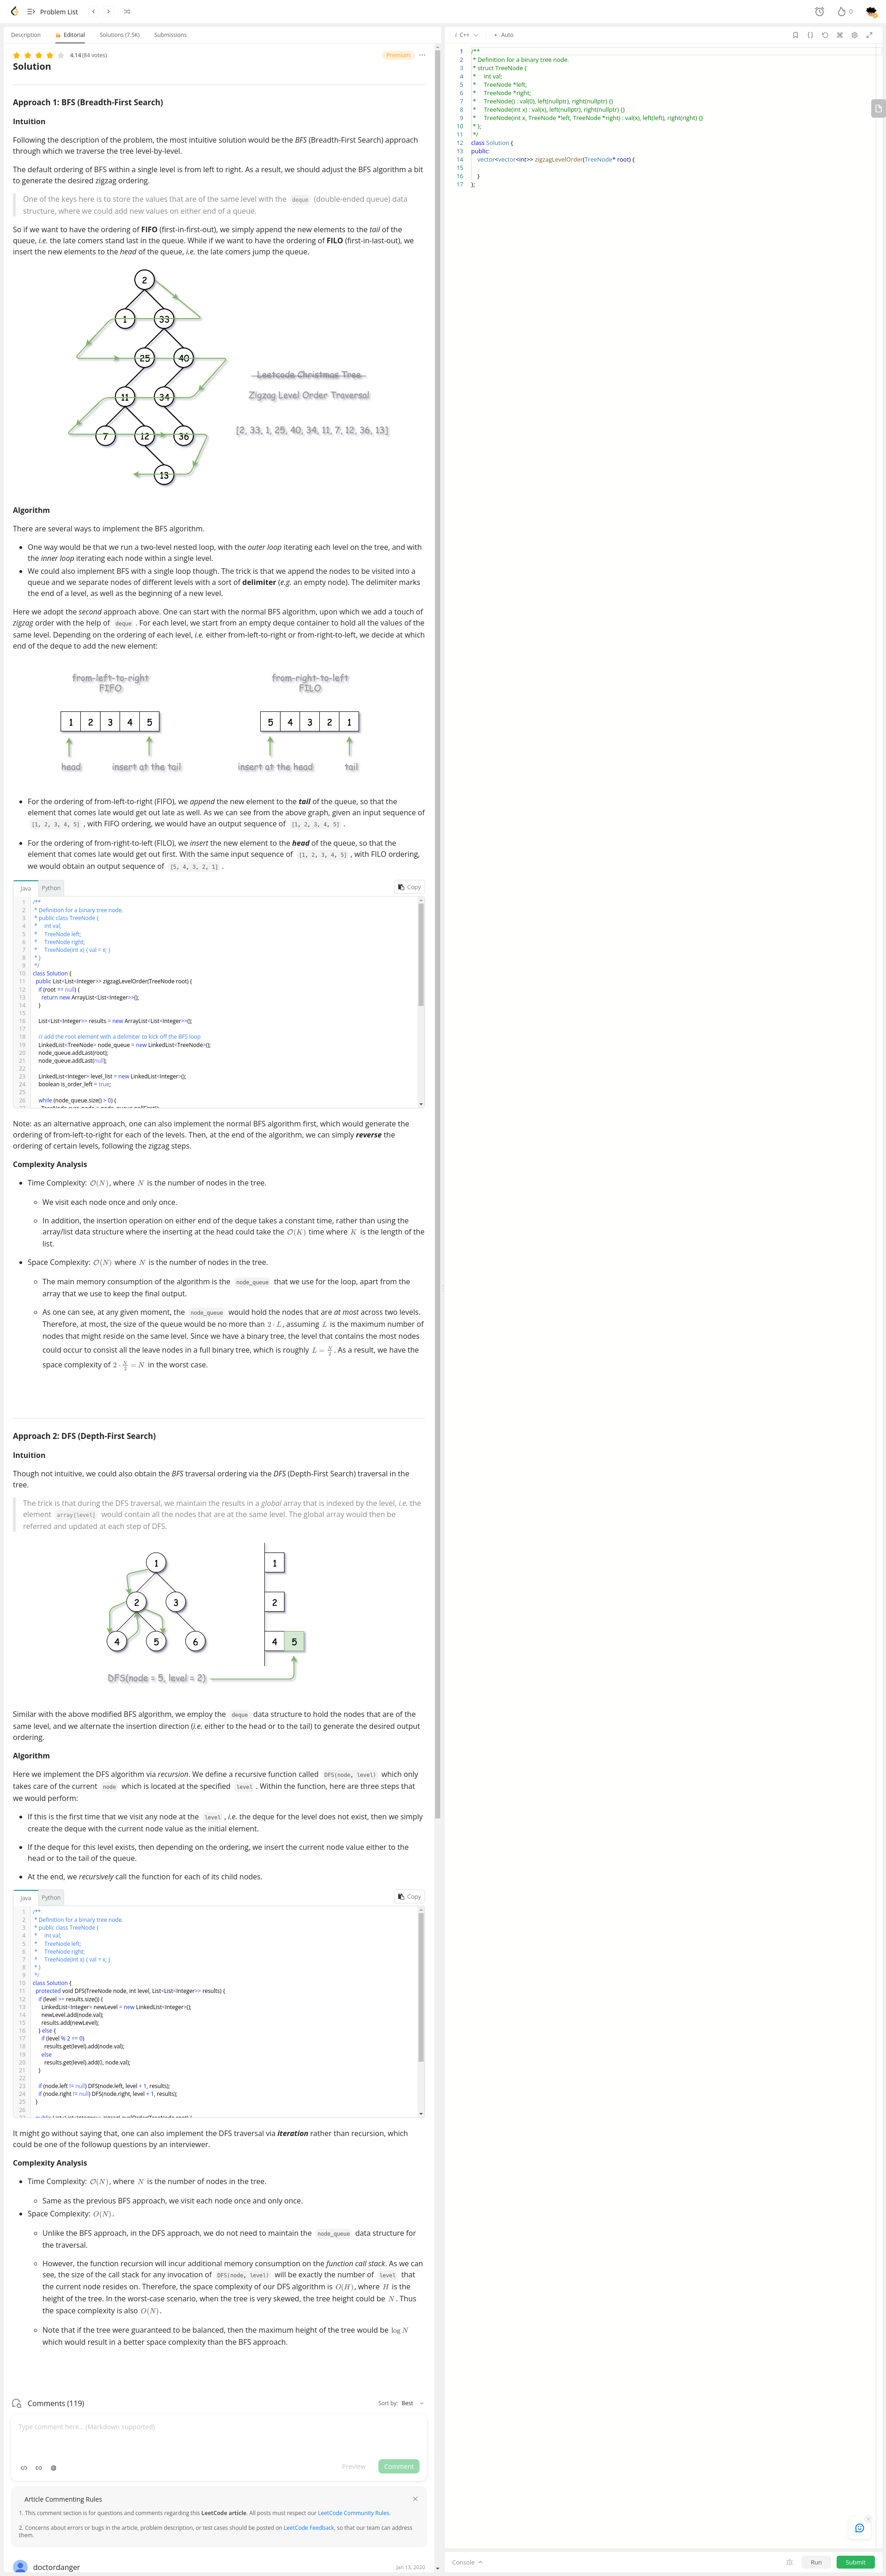 Problem List
0
Description
Editorial
Solutions (7.5K)
Submissions
4.14 (84 votes)
Premium
Solution
Approach 1: BFS (Breadth-First Search)
Intuition
Following the description of the problem, the most intuitive solution would be the BFS (Breadth-First Search) approach
through which we traverse the tree level-by-level.
The default ordering of BFS within a single level is from left to right. As a result, we should adjust the BFS algorithm a bit
to generate the desired zigzag ordering.
One of the keys here is to store the values that are of the same level with the deque (double-ended queue) data
structure, where we could add new values on either end of a queue.
So if we want to have the ordering of FIFO (first-in-first-out), we simply append the new elements to the tail of the
queue, i.e. the late comers stand last in the queue. While if we want to have the ordering of FILO (first-in-last-out), we
insert the new elements to the head of the queue, i.e. the late comers jump the queue.
2
1 33
25 40
11 34
7 12 36
13
Leetcode Christmas Tree
Zigzag Level Order Traversal
[2, 33, 1, 25, 40, 34, 11, 7, 12, 36, 13]
Algorithm
There are several ways to implement the BFS algorithm.
• One way would be that we run a two-level nested loop, with the outer loop iterating each level on the tree, and with
the inner loop iterating each node within a single level.
• We could also implement BFS with a single loop though. The trick is that we append the nodes to be visited into a
queue and we separate nodes of different levels with a sort of delimiter (e.g. an empty node). The delimiter marks
the end of a level, as well as the beginning of a new level.
Here we adopt the second approach above. One can start with the normal BFS algorithm, upon which we add a touch of
zigzag order with the help of deque . For each level, we start from an empty deque container to hold all the values of the
same level. Depending on the ordering of each level, i.e. either from-left-to-right or from-right-to-left, we decide at which
end of the deque to add the new element:
from-left-to-right
FIFO
1 2 3 4 5
head
insert at the tail
from-right-to-left
FILO
5 4 3 2 1
insert at the head
tail
• For the ordering of from-left-to-right (FIFO), we append the new element to the tail of the queue, so that the
element that comes late would get out late as well. As we can see from the above graph, given an input sequence of
[1, 2, 3, 4, 5] , with FIFO ordering, we would have an output sequence of [1, 2, 3, 4, 5] .
• For the ordering of from-right-to-left (FILO), we insert the new element to the head of the queue, so that the
element that comes late would get out first. With the same input sequence of [1, 2, 3, 4, 5] , with FILO ordering,
we would obtain an output sequence of [5, 4, 3, 2, 1] .
Java
Python
Copy
1 /**
2 * Definition for a binary tree node.
3 * public class TreeNode {
4 * int val;
5 * TreeNode left;
6 * TreeNode right;
7 * TreeNode(int x) { val = x; }
8 * }
9 */
10 class Solution {
11 public List<List<Integer>> zigzagLevelOrder(TreeNode root) {
12 if (root == null) {
13 return new ArrayList<List<Integer>>();
14 }
15
16 List<List<Integer>> results = new ArrayList<List<Integer>>();
17
18 // add the root element with a delimiter to kick off the BFS loop
19 LinkedList<TreeNode> node_queue = new LinkedList<TreeNode>();
20 node_queue.addLast(root);
21 node_queue.addLast(null);
22
23 LinkedList<Integer> level_list = new LinkedList<Integer>();
24 boolean is_order_left = true;
25
26 while (node_queue.size() > 0) {
Note: as an alternative approach, one can also implement the normal BFS algorithm first, which would generate the
ordering of from-left-to-right for each of the levels. Then, at the end of the algorithm, we can simply reverse the
ordering of certain levels, following the zigzag steps.
Complexity Analysis
• Time Complexity: O(N), where N is the number of nodes in the tree.
○ We visit each node once and only once.
○ In addition, the insertion operation on either end of the deque takes a constant time, rather than using the
array/list data structure where the inserting at the head could take the O(K) time where K is the length of the
list.
• Space Complexity: O(N) where N is the number of nodes in the tree.
○ The main memory consumption of the algorithm is the node_queue that we use for the loop, apart from the
array that we use to keep the final output.
○ As one can see, at any given moment, the node_queue would hold the nodes that are at most across two levels.
Therefore, at most, the size of the queue would be no more than 2 · L, assuming L is the maximum number of
nodes that might reside on the same level. Since we have a binary tree, the level that contains the most nodes
could occur to consist all the leave nodes in a full binary tree, which is roughly L = N/2. As a result, we have the
space complexity of 2 · N/2 = N in the worst case.
Approach 2: DFS (Depth-First Search)
Intuition
Though not intuitive, we could also obtain the BFS traversal ordering via the DFS (Depth-First Search) traversal in the
tree.
The trick is that during the DFS traversal, we maintain the results in a global array that is indexed by the level, i.e. the
element array[level] would contain all the nodes that are at the same level. The global array would then be
referred and updated at each step of DFS.
1
2 3
4 5 6
1
2
4 5
DFS(node = 5, level = 2)
Similar with the above modified BFS algorithm, we employ the deque data structure to hold the nodes that are of the
same level, and we alternate the insertion direction (i.e. either to the head or to the tail) to generate the desired output
ordering.
Algorithm
Here we implement the DFS algorithm via recursion. We define a recursive function called DFS(node, level) which only
takes care of the current node which is located at the specified level . Within the function, here are three steps that
we would perform:
• If this is the first time that we visit any node at the level , i.e. the deque for the level does not exist, then we simply
create the deque with the current node value as the initial element.
• If the deque for this level exists, then depending on the ordering, we insert the current node value either to the
head or to the tail of the queue.
• At the end, we recursively call the function for each of its child nodes.
Java
Python
Copy
1 /**
2 * Definition for a binary tree node.
3 * public class TreeNode {
4 * int val;
5 * TreeNode left;
6 * TreeNode right;
7 * TreeNode(int x) { val = x; }
8 * }
9 */
10 class Solution {
11 protected void DFS(TreeNode node, int level, List<List<Integer>> results) {
12 if (level >= results.size()) {
13 LinkedList<Integer> newLevel = new LinkedList<Integer>();
14 newLevel.add(node.val);
15 results.add(newLevel);
16 } else {
17 if (level % 2 == 0)
18 results.get(level).add(node.val);
19 else
20 results.get(level).add(0, node.val);
21 }
22
23 if (node.left != null) DFS(node.left, level + 1, results);
24 if (node.right != null) DFS(node.right, level + 1, results);
25 }
26
It might go without saying that, one can also implement the DFS traversal via iteration rather than recursion, which
could be one of the followup questions by an interviewer.
Complexity Analysis
• Time Complexity: O(N), where N is the number of nodes in the tree.
○ Same as the previous BFS approach, we visit each node once and only once.
• Space Complexity: O(N).
○ Unlike the BFS approach, in the DFS approach, we do not need to maintain the node_queue data structure for
the traversal.
○ However, the function recursion will incur additional memory consumption on the function call stack. As we can
see, the size of the call stack for any invocation of DFS(node, level) will be exactly the number of level that
the current node resides on. Therefore, the space complexity of our DFS algorithm is O(H), where H is the
height of the tree. In the worst-case scenario, when the tree is very skewed, the tree height could be N. Thus
the space complexity is also O(N).
○ Note that if the tree were guaranteed to be balanced, then the maximum height of the tree would be log N
which would result in a better space complexity than the BFS approach.
Comments (119)
Sort by: Best
Type comment here... (Markdown supported)
Preview
Comment
Article Commenting Rules
1. This comment section is for questions and comments regarding this LeetCode article. All posts must respect our LeetCode Community Rules.
2. Concerns about errors or bugs in the article, problem description, or test cases should be posted on LeetCode Feedback, so that our team can address
them.
doctordanger
Jan 13, 2020
i C++
• Auto
1 /**
2 * Definition for a binary tree node.
3 * struct TreeNode {
4 * int val;
5 * TreeNode *left;
6 * TreeNode *right;
7 * TreeNode() : val(0), left(nullptr), right(nullptr) {}
8 * TreeNode(int x) : val(x), left(nullptr), right(nullptr) {}
9 * TreeNode(int x, TreeNode *left, TreeNode *right) : val(x), left(left), right(right) {}
10 * };
11 */
12 class Solution {
13 public:
14 vector<vector<int>> zigzagLevelOrder(TreeNode* root) {
15
16 }
17 };
Console
Run
Submit